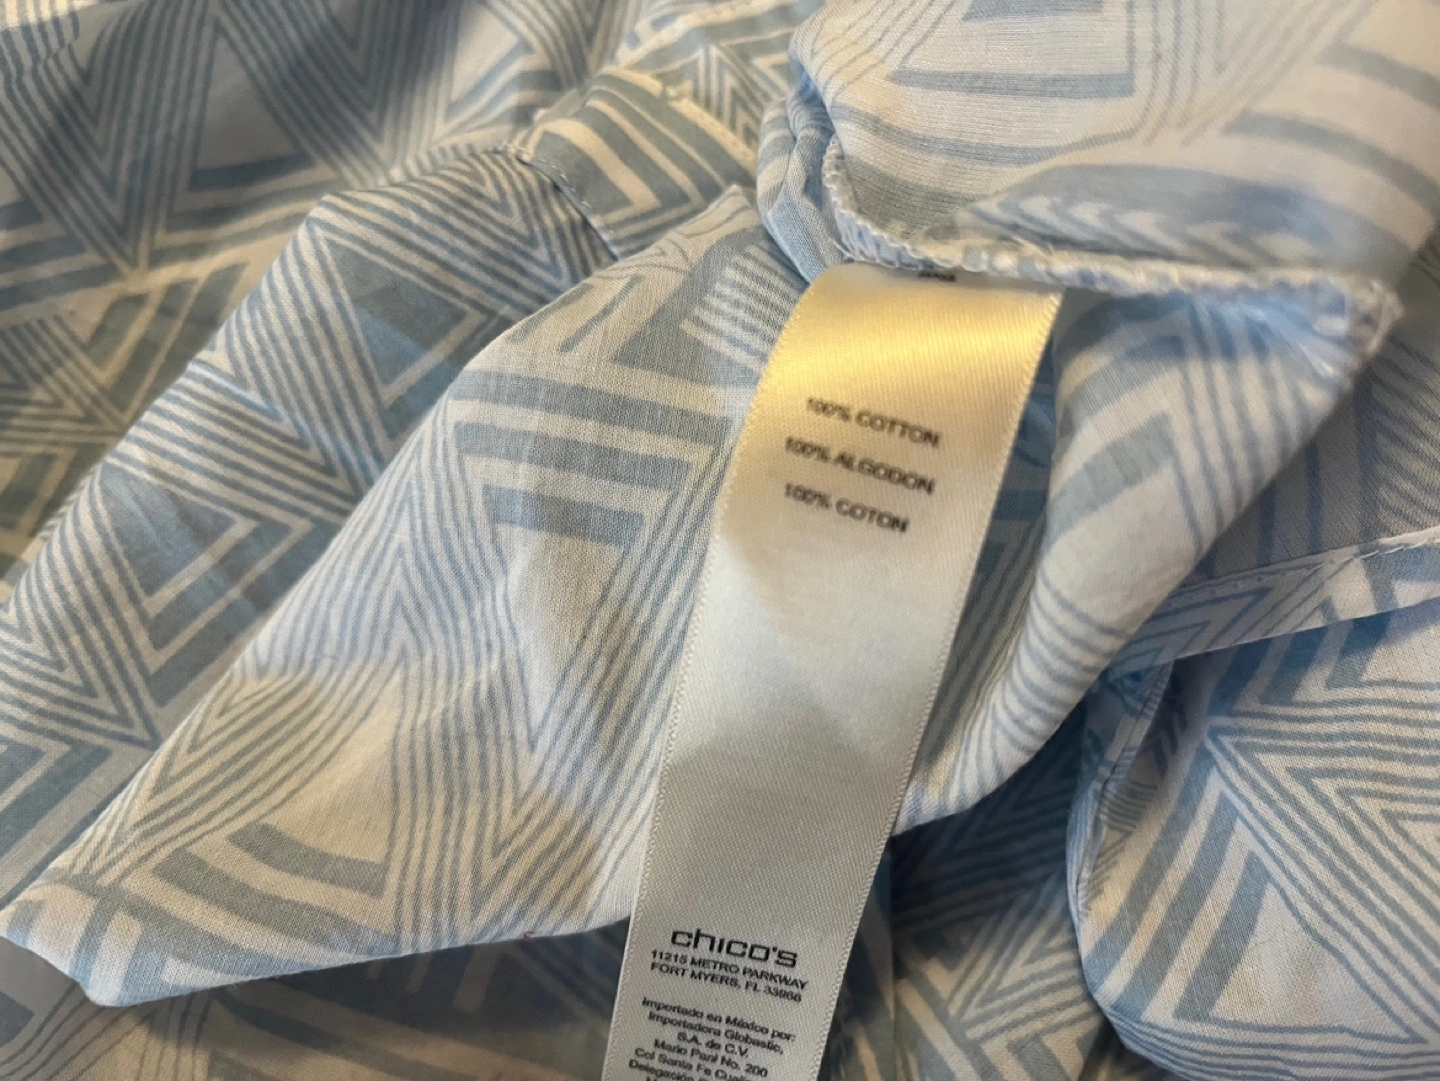 100% COTTON
100% ALGODON
100% COTON
chico's
11215 METRO PARKWAY
FORT MYERS, FL 33966
Importado en México por:
Importadora Globastic,
S.A. de C.V.
Mario Pani No. 200
Col Santa Fe
Delegación